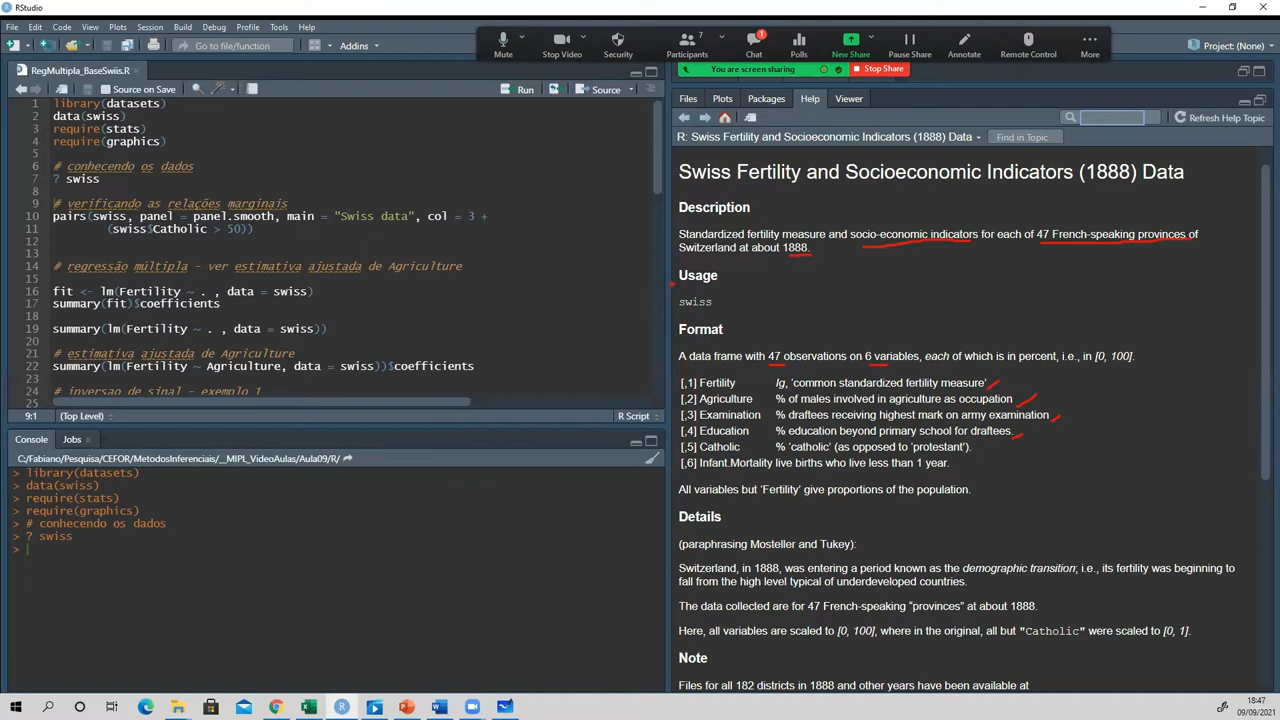 RStudio
File Edit Code View Plots Session Build Debug Profile Tools Help
Go to file/function
Addins
Project: (None)
Mute
Stop Video
Security
7
Participants
1
Chat
Polls
New Share
Pause Share
Annotate
Remote Control
More
You are screen sharing
Stop Share
RegMultipla_BaseSwiis.R
Source on Save
Run
Source
1 library(datasets)
2 data(swiss)
3 require(stats)
4 require(graphics)
5
6 # conhecendo os dados
7 ? swiss
8
9 # verificando as relações marginais
10 pairs(swiss, panel = panel.smooth, main = "Swiss data", col = 3 +
11 (swiss$Catholic > 50))
12
13
14 # regressão múltipla - ver estimativa ajustada de Agriculture
15
16 fit <- lm(Fertility ~ . , data = swiss)
17 summary(fit)$coefficients
18
19 summary(lm(Fertility ~ . , data = swiss))
20
21 # estimativa ajustada de Agriculture
22 summary(lm(Fertility ~ Agriculture, data = swiss))$coefficients
23
24 # inversao de sinal - exemplo 1
9:1 (Top Level)
R Script
Console Jobs
C:/Fabiano/Pesquisa/CEFOR/MetodosInferenciais/__MIPL_VideoAulas/Aula09/R/
> library(datasets)
> data(swiss)
> require(stats)
> require(graphics)
> # conhecendo os dados
> ? swiss
>
Files Plots Packages Help Viewer
Refresh Help Topic
R: Swiss Fertility and Socioeconomic Indicators (1888) Data
Find in Topic
Swiss Fertility and Socioeconomic Indicators (1888) Data
Description
Standardized fertility measure and socio-economic indicators for each of 47 French-speaking provinces of
Switzerland at about 1888.
Usage
swiss
Format
A data frame with 47 observations on 6 variables, each of which is in percent, i.e., in [0, 100].
[,1] Fertility Ig, ‘common standardized fertility measure’
[,2] Agriculture % of males involved in agriculture as occupation
[,3] Examination % draftees receiving highest mark on army examination
[,4] Education % education beyond primary school for draftees.
[,5] Catholic % ‘catholic’ (as opposed to ‘protestant’).
[,6] Infant.Mortality live births who live less than 1 year.
All variables but ‘Fertility’ give proportions of the population.
Details
(paraphrasing Mosteller and Tukey):
Switzerland, in 1888, was entering a period known as the demographic transition; i.e., its fertility was beginning to
fall from the high level typical of underdeveloped countries.
The data collected are for 47 French-speaking “provinces” at about 1888.
Here, all variables are scaled to [0, 100], where in the original, all but "Catholic" were scaled to [0, 1].
Note
Files for all 182 districts in 1888 and other years have been available at
18:47
09/09/2021